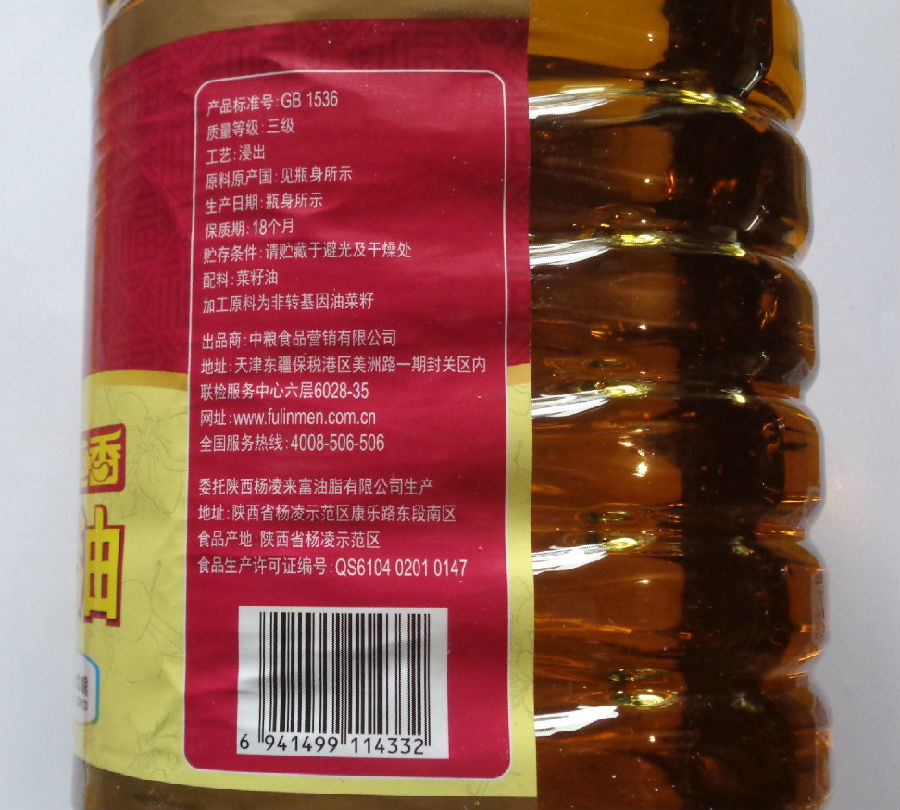 产品标准号:GB 1536
质量等级:三级
工艺:浸出
原料原产国:见瓶身所示
生产日期:瓶身所示
保质期:18个月
贮存条件:请贮藏于避光及干燥处
配料:菜籽油
加工原料为非转基因油菜籽
出品商:中粮食品营销有限公司
地址:天津东疆保税港区美洲路一期封关区内
联检服务中心六层6028-35
网址:www.fulinmen.com.cn
全国服务热线:4008-506-506
委托陕西杨凌来富油脂有限公司生产
地址:陕西省杨凌示范区康乐路东段南区
食品产地:陕西省杨凌示范区
食品生产许可证编号:QS6104 0201 0147
6 941499 114332
香
油